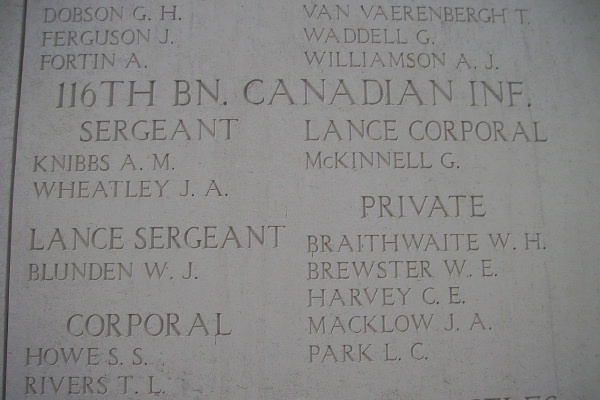 DOBSON G. H.
FERGUSON J.
FORTIN A.
VAN VAERENBERGH T.
WADDELL G.
WILLIAMSON A. J.
116TH BN. CANADIAN INF.
SERGEANT
KNIBBS A. M.
WHEATLEY J. A.
LANCE SERGEANT
BLUNDEN W. J.
CORPORAL
HOWE S. S.
RIVERS T. L.
LANCE CORPORAL
McKINNELL G.
PRIVATE
BRAITHWAITE W. H.
BREWSTER W. E.
HARVEY C. E.
MACKLOW J. A.
PARK L. C.